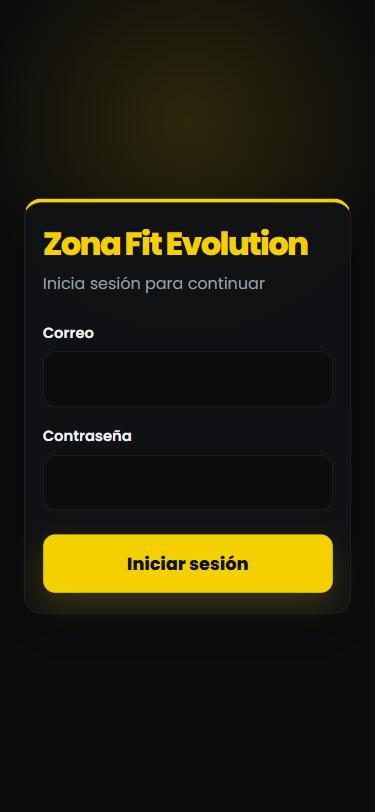 Zona Fit Evolution
Inicia sesión para continuar
Correo
Contraseña
Iniciar sesión